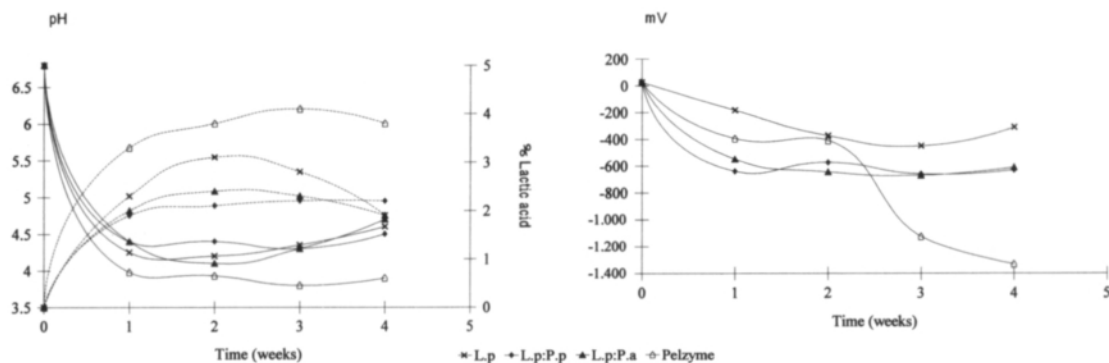 pH
mV
6.5
6
5.5
5
4.5
4
3.5
5
4
3
2
1
0
% Lactic acid
0 1 2 3 4 5
Time (weeks)
200
0
-200
-400
-600
-800
-1.000
-1.200
-1.400
0 1 2 3 4 5
Time (weeks)
L.p L.p:P.p L.p:P.a Pelzyme